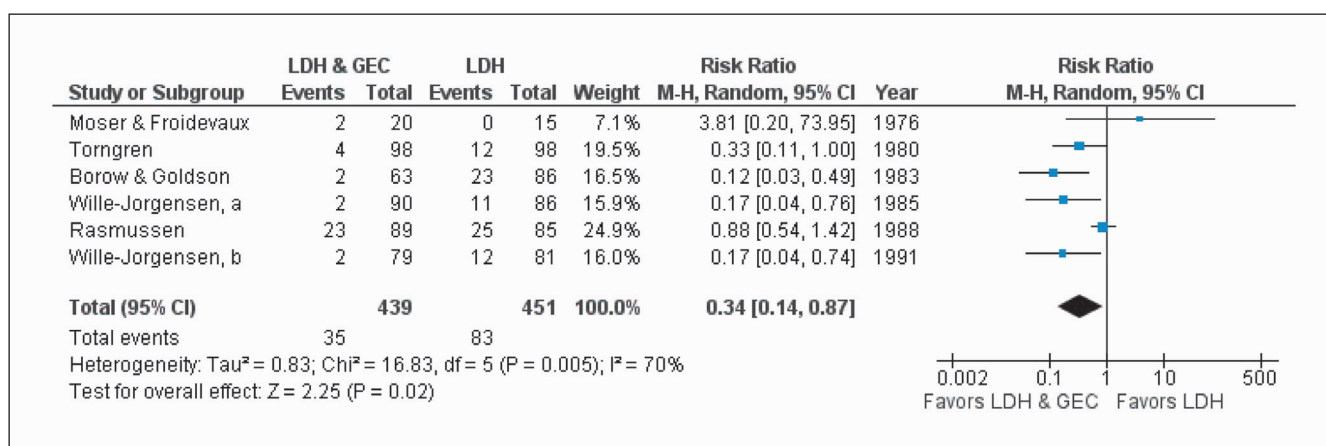 LDH & GEC LDH Risk Ratio Risk Ratio
Study or Subgroup Events Total Events Total Weight M-H, Random, 95% CI Year M-H, Random, 95% CI
Moser & Froidevaux 2 20 0 15 7.1% 3.81 [0.20, 73.95] 1976
Torngren 4 98 12 98 19.5% 0.33 [0.11, 1.00] 1980
Borow & Goldson 2 63 23 86 16.5% 0.12 [0.03, 0.49] 1983
Wille-Jorgensen, a 2 90 11 86 15.9% 0.17 [0.04, 0.76] 1985
Rasmussen 23 89 25 85 24.9% 0.88 [0.54, 1.42] 1988
Wille-Jorgensen, b 2 79 12 81 16.0% 0.17 [0.04, 0.74] 1991
Total (95% CI) 439 451 100.0% 0.34 [0.14, 0.87]
Total events 35 83
Heterogeneity: Tau² = 0.83; Chi² = 16.83, df = 5 (P = 0.005); I² = 70%
Test for overall effect: Z = 2.25 (P = 0.02)
0.002 0.1 1 10 500
Favors LDH & GEC Favors LDH